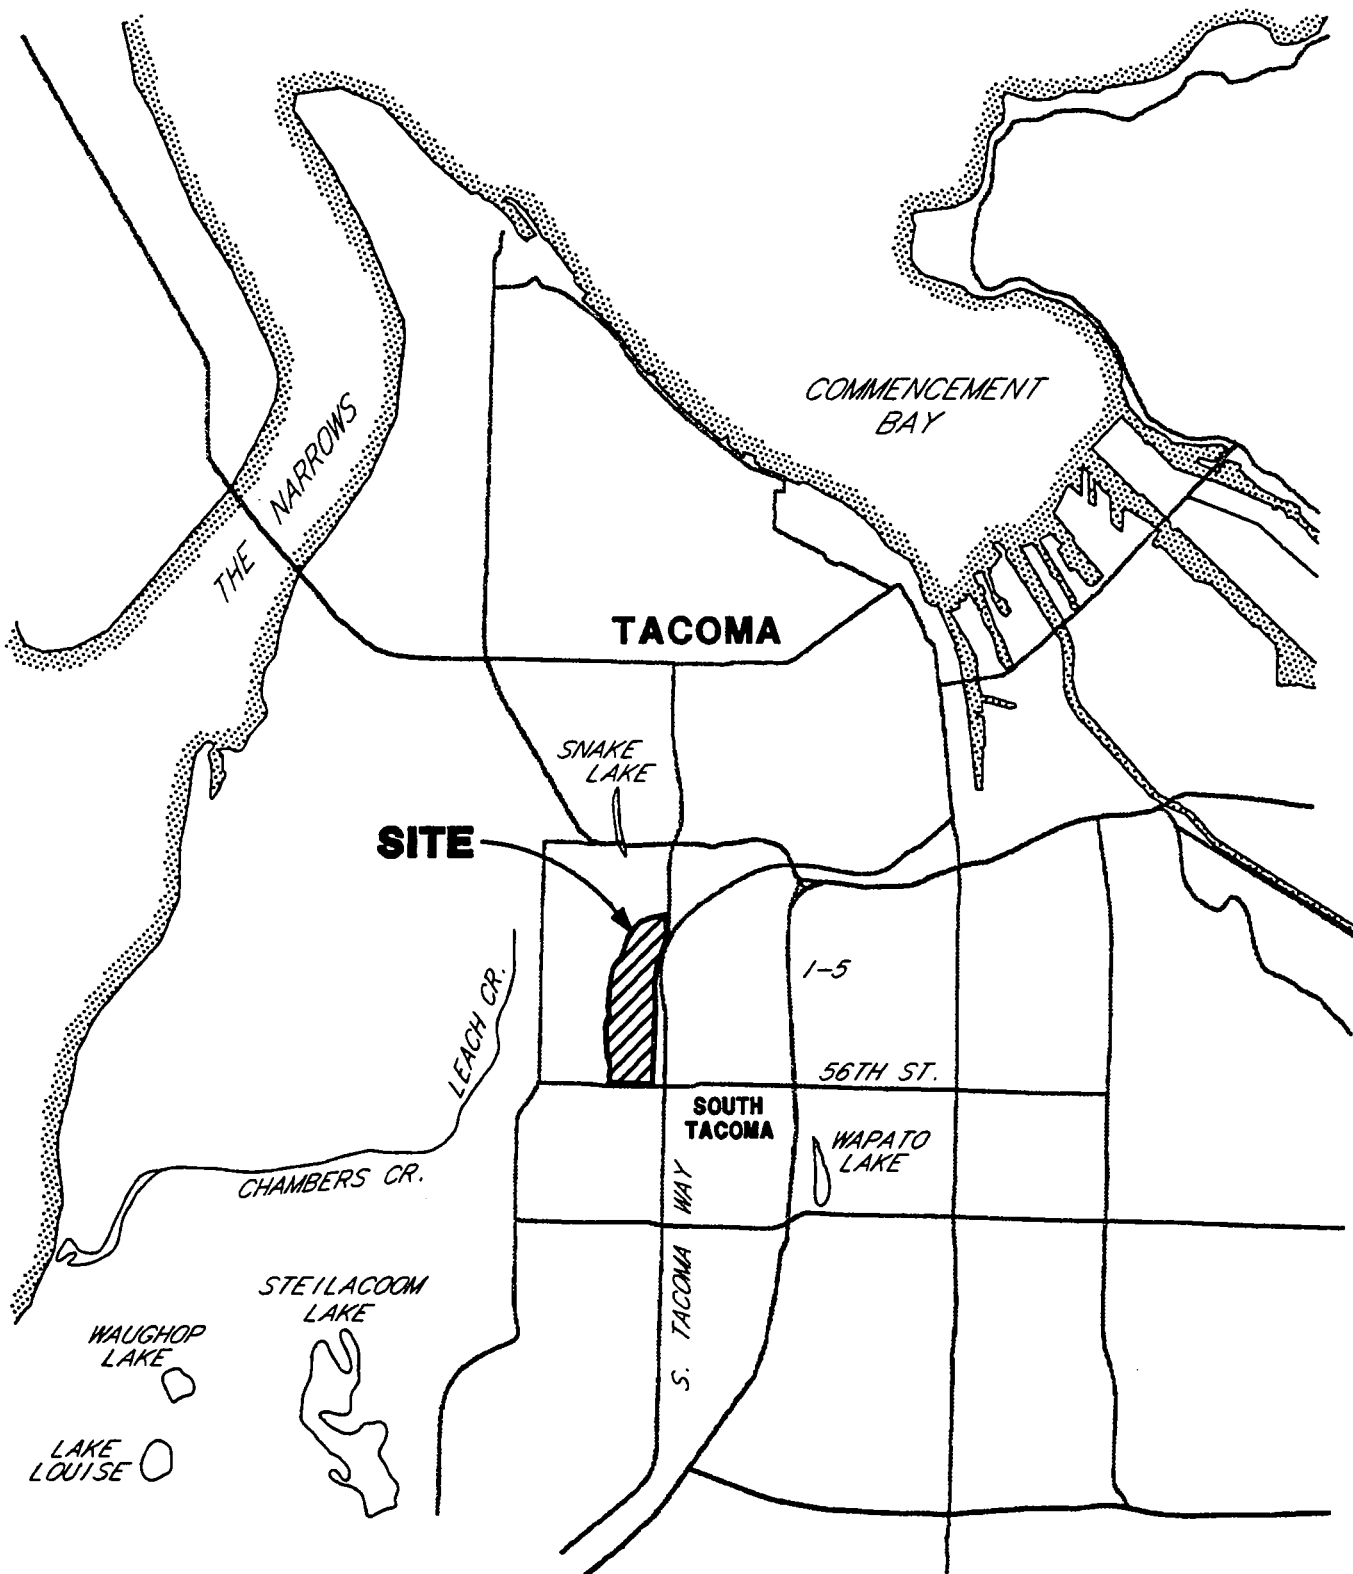 COMMENCEMENT
BAY
THE NARROWS
TACOMA
SNAKE
LAKE
SITE
I-5
LEACH CR.
56TH ST.
SOUTH
TACOMA
WAPATO
LAKE
CHAMBERS CR.
S. TACOMA WAY
STEILACOOM
LAKE
WAUGHOP
LAKE
LAKE
LOUISE